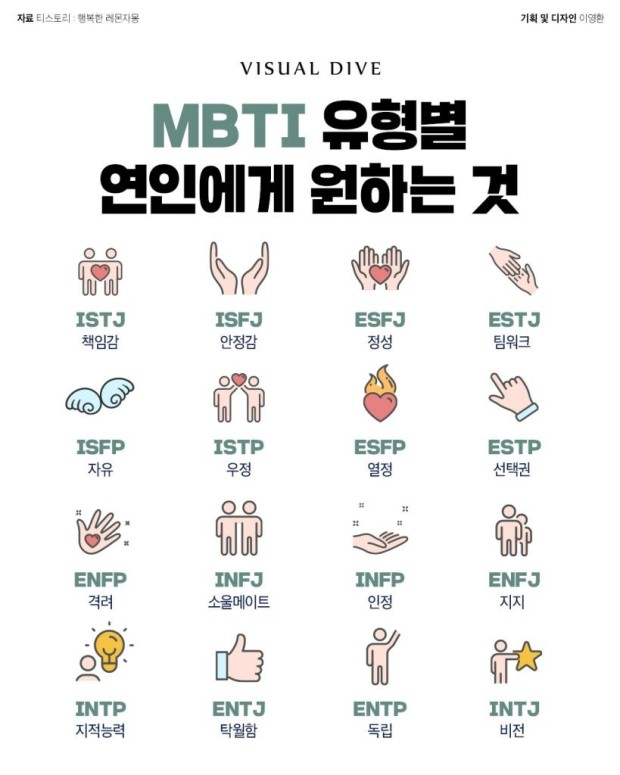 자료 티스토리 : 행복한 레몬자몽
기획 및 디자인 이영환
VISUAL DIVE
MBTI 유형별
연인에게 원하는 것
ISTJ
책임감
ISFJ
안정감
ESFJ
정성
ESTJ
팀워크
ISFP
자유
ISTP
우정
ESFP
열정
ESTP
선택권
ENFP
격려
INFJ
소울메이트
INFP
인정
ENFJ
지지
INTP
지적능력
ENTJ
탁월함
ENTP
독립
INTJ
비전